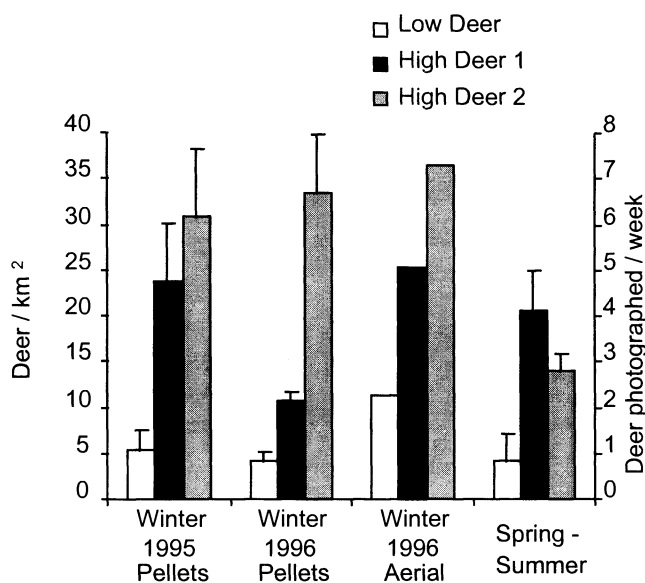 Low Deer
High Deer 1
High Deer 2
40
35
30
25
20
15
10
5
0
Deer / km²
8
7
6
5
4
3
2
1
0
Deer photographed / week
Winter
1995
Pellets
Winter
1996
Pellets
Winter
1996
Aerial
Spring -
Summer